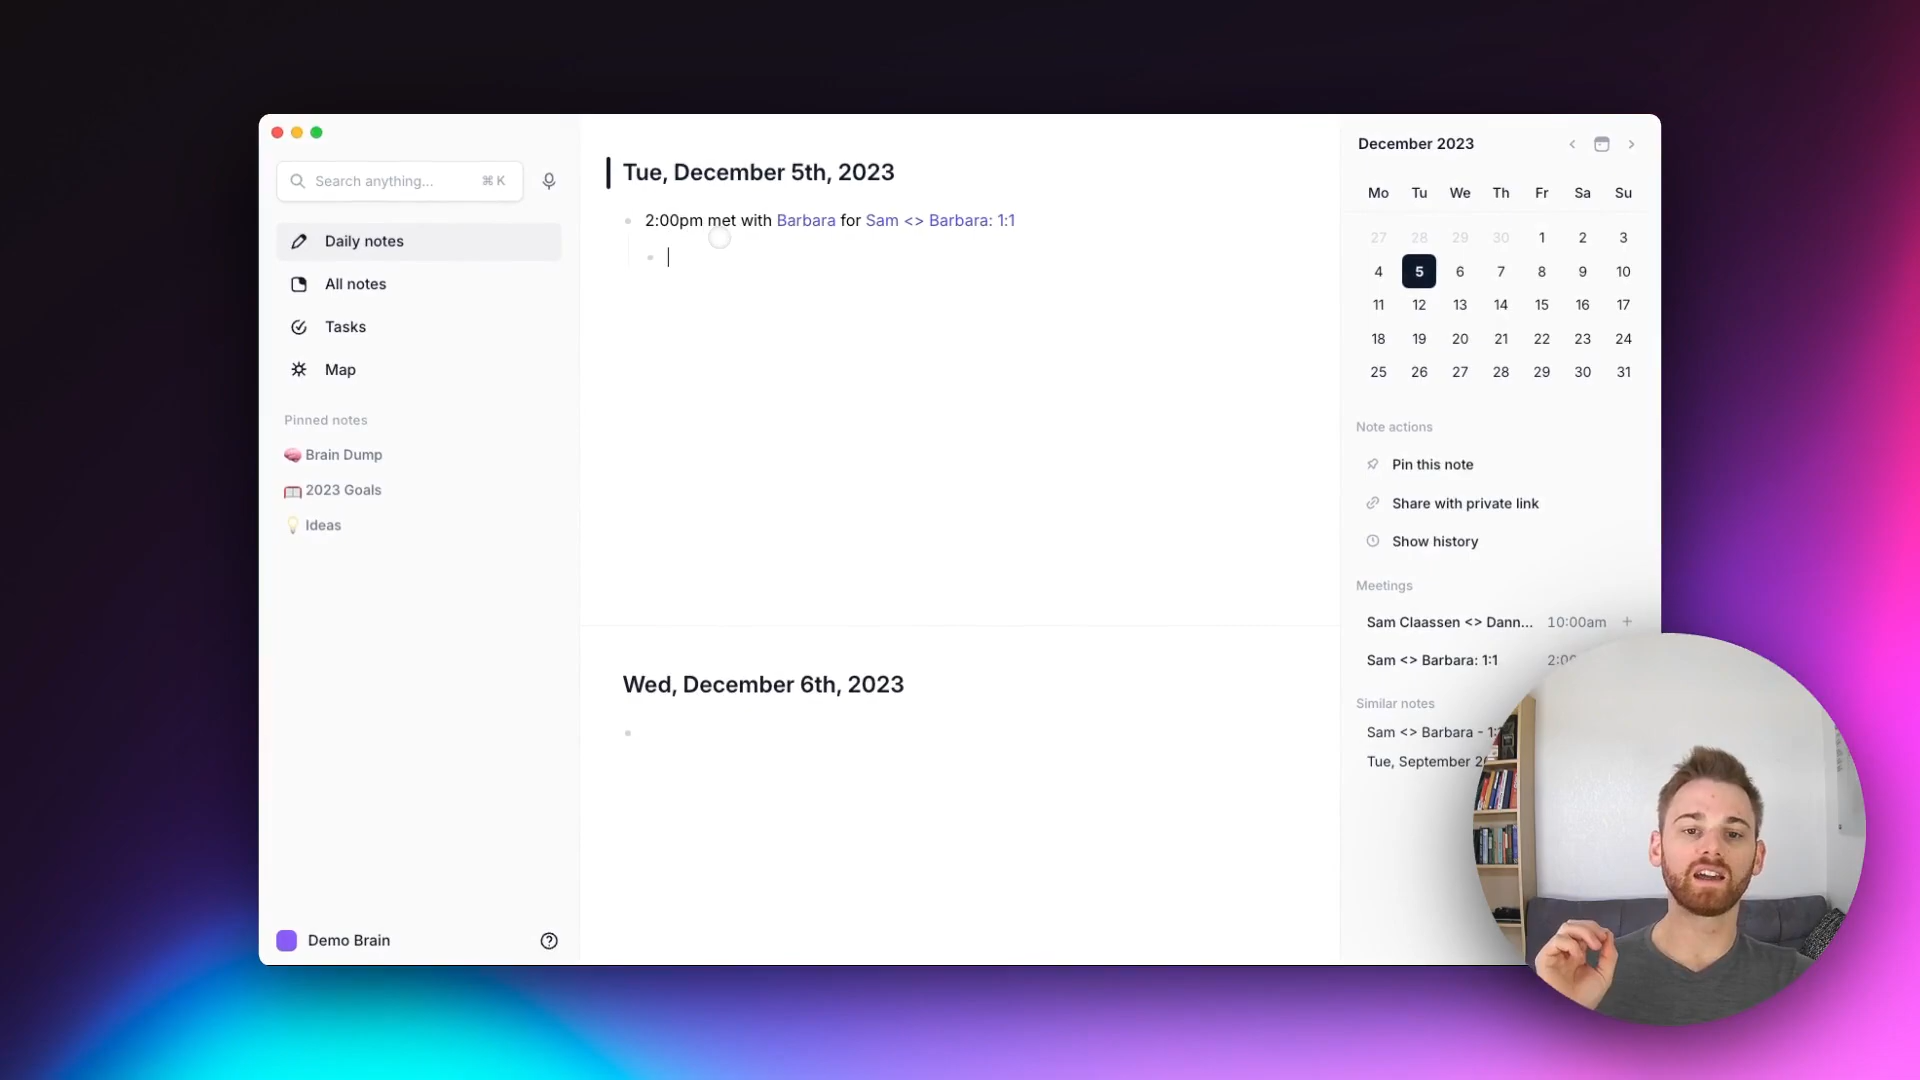 Search anything...
⌘ K
Daily notes
All notes
Tasks
Map
Pinned notes
Brain Dump
2023 Goals
Ideas
Demo Brain
Tue, December 5th, 2023
2:00pm met with Barbara for Sam <> Barbara: 1:1
Wed, December 6th, 2023
December 2023
Mo Tu We Th Fr Sa Su
27 28 29 30 1 2 3
4 5 6 7 8 9 10
11 12 13 14 15 16 17
18 19 20 21 22 23 24
25 26 27 28 29 30 31
Note actions
Pin this note
Share with private link
Show history
Meetings
Sam Claassen <> Dann... 10:00am +
Sam <> Barbara: 1:1
Similar notes
Sam <> Barbara -
Tue, September